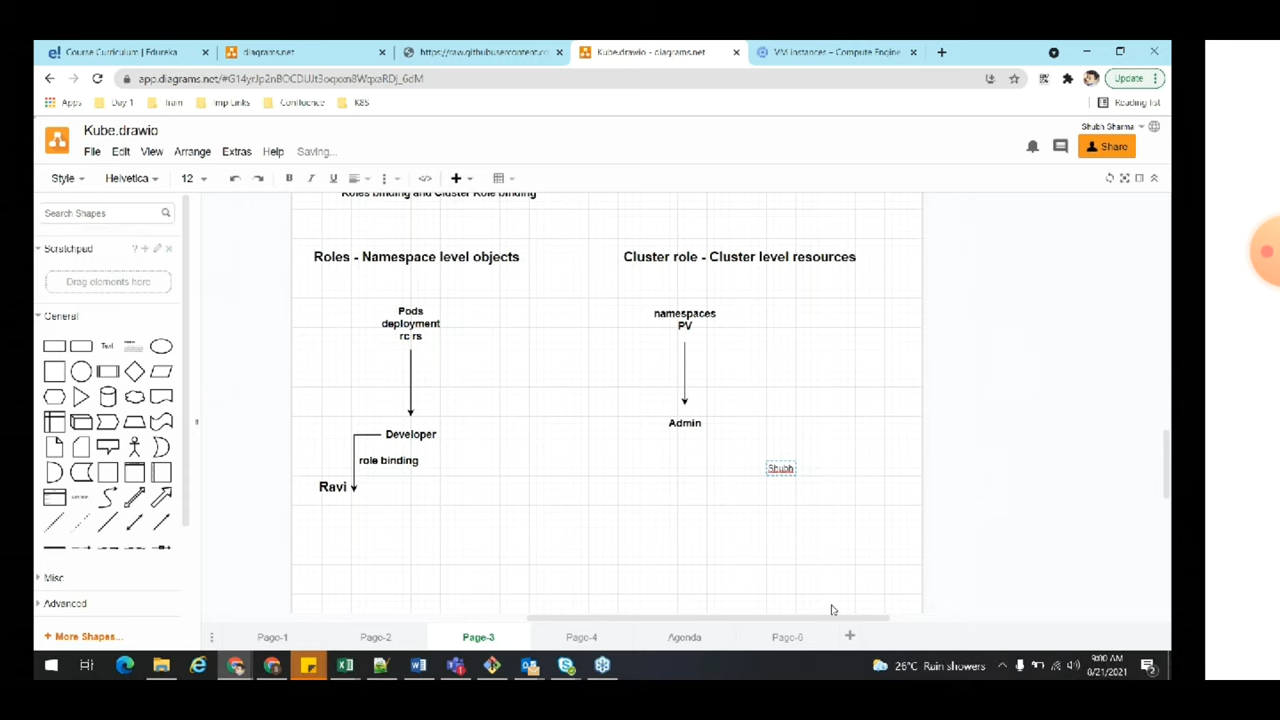 Course Curriculum | Edureka
diagrams.net
https://raw.githubusercontent.co
Kube.drawio - diagrams.net
VM instances – Compute Engine
Update
Apps
Day 1
Train
Imp Links
Confluence
K8S
Reading list
Kube.drawio
File Edit View Arrange Extras Help Saving...
Shubh Sharma
Share
Style Helvetica 12
Search Shapes
Scratchpad
Drag elements here
General
Text
Misc
Advanced
+ More Shapes...
Roles binding and Cluster Role binding
Roles - Namespace level objects
Cluster role - Cluster level resources
Pods
deployment
rc rs
namespaces
PV
Developer
Admin
role binding
Shubh
Ravi
Page-1 Page-2 Page-3 Page-4 Agenda Page-6
26°C Rain showers
9:00 AM
8/21/2021